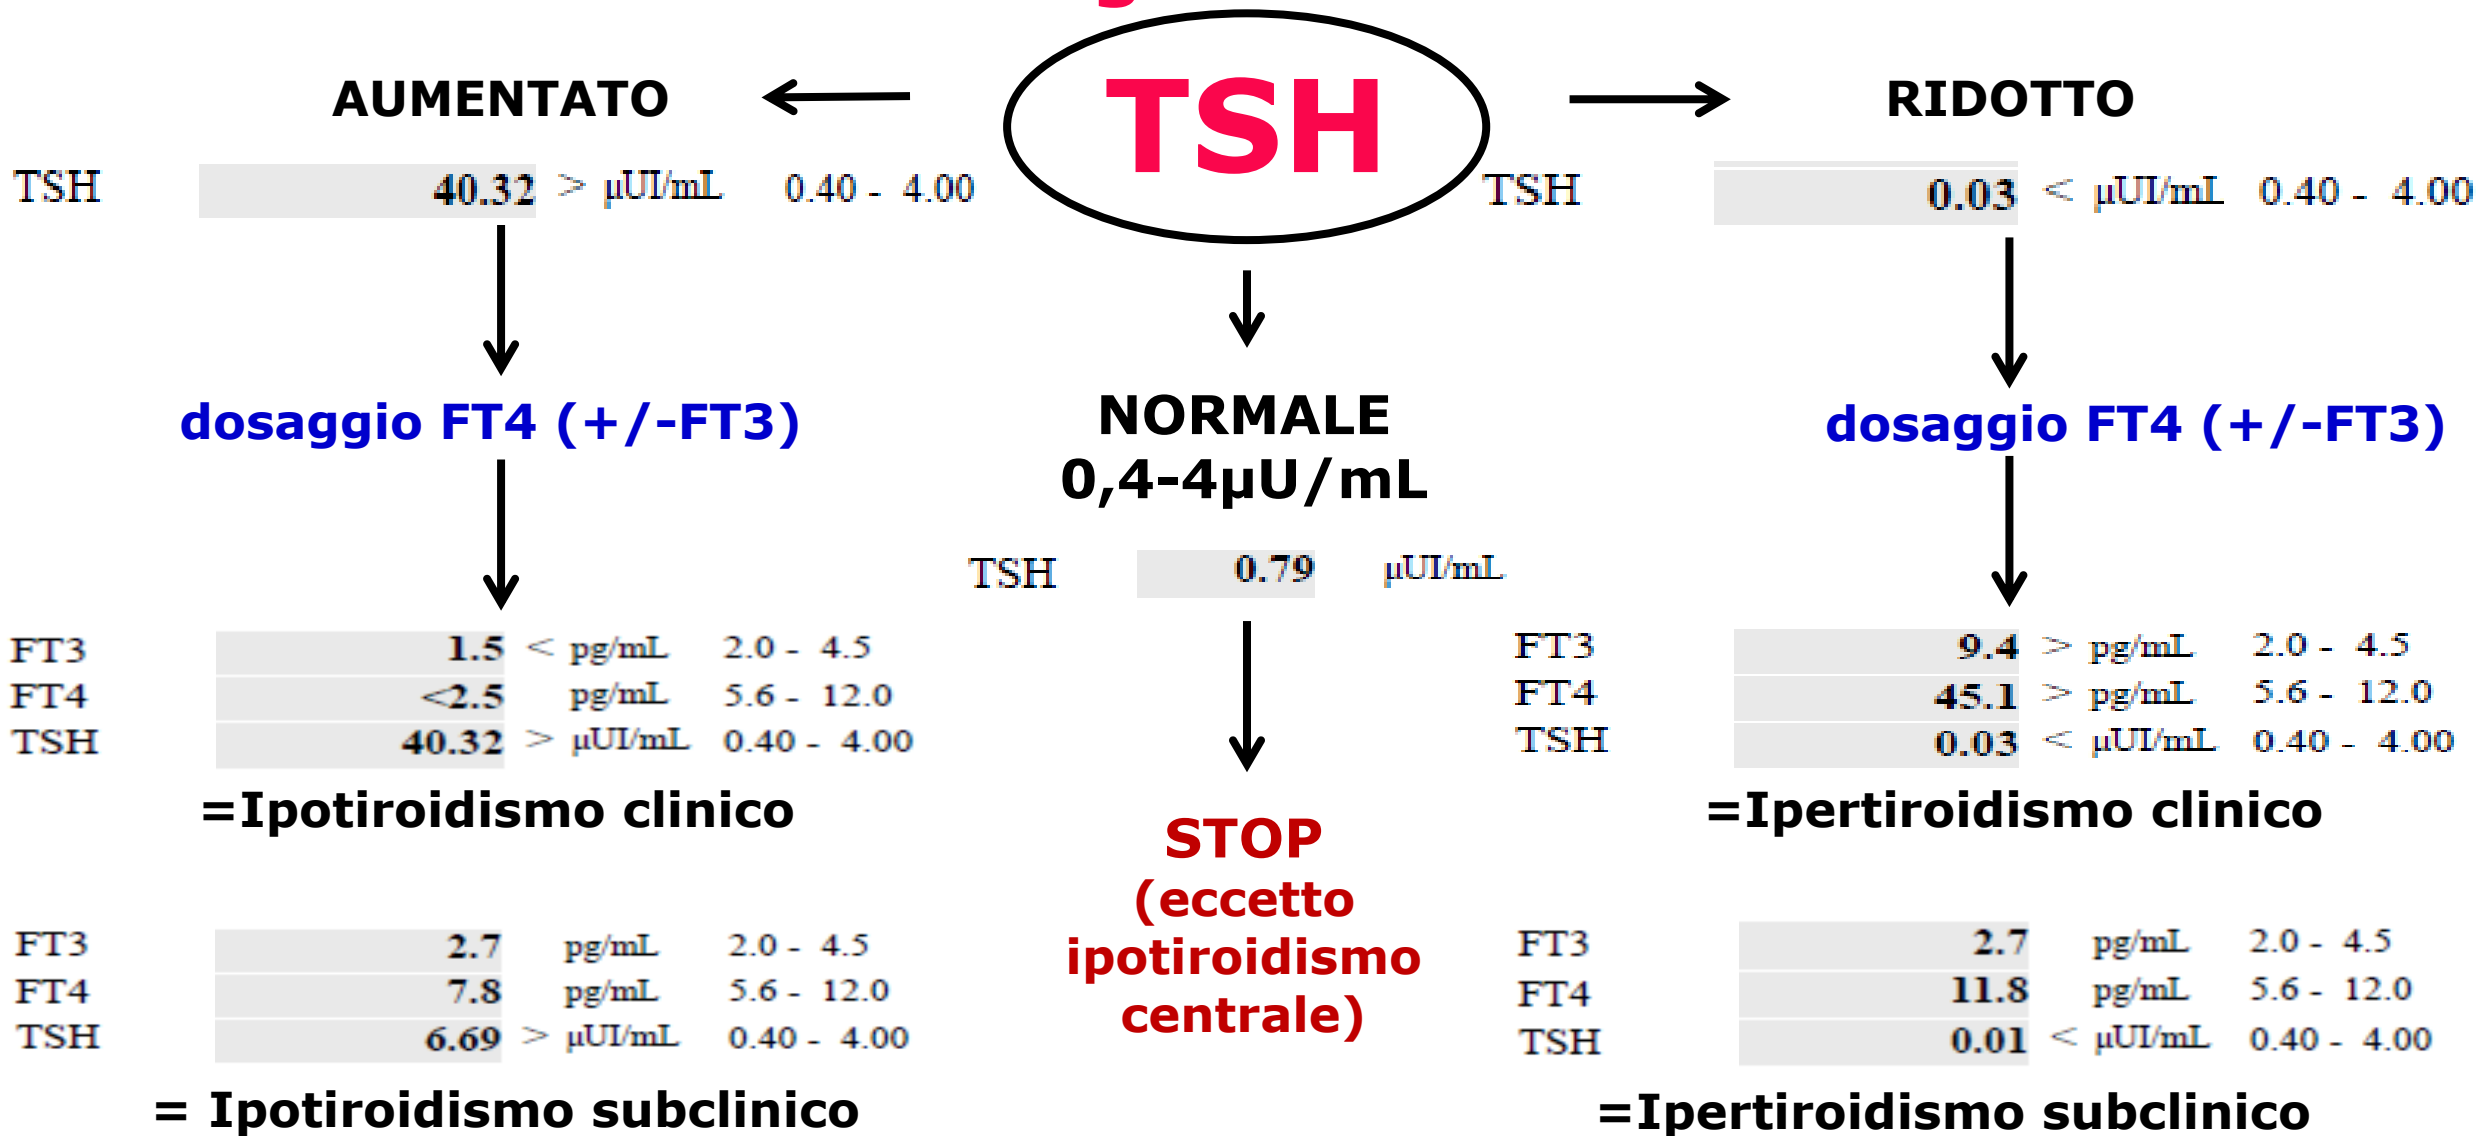 TSH
AUMENTATO
TSH 40.32 > µUI/mL 0.40 - 4.00
dosaggio FT4 (+/-FT3)
FT3 1.5 < pg/mL 2.0 - 4.5
FT4 <2.5 pg/mL 5.6 - 12.0
TSH 40.32 > µUI/mL 0.40 - 4.00
=Ipotiroidismo clinico
FT3 2.7 pg/mL 2.0 - 4.5
FT4 7.8 pg/mL 5.6 - 12.0
TSH 6.69 > µUI/mL 0.40 - 4.00
= Ipotiroidismo subclinico
NORMALE
0,4-4µU/mL
TSH 0.79 µUI/mL
STOP
(eccetto
ipotiroidismo
centrale)
RIDOTTO
TSH 0.03 < µUI/mL 0.40 - 4.00
dosaggio FT4 (+/-FT3)
FT3 9.4 > pg/mL 2.0 - 4.5
FT4 45.1 > pg/mL 5.6 - 12.0
TSH 0.03 < µUI/mL 0.40 - 4.00
=Ipertiroidismo clinico
FT3 2.7 pg/mL 2.0 - 4.5
FT4 11.8 pg/mL 5.6 - 12.0
TSH 0.01 < µUI/mL 0.40 - 4.00
=Ipertiroidismo subclinico